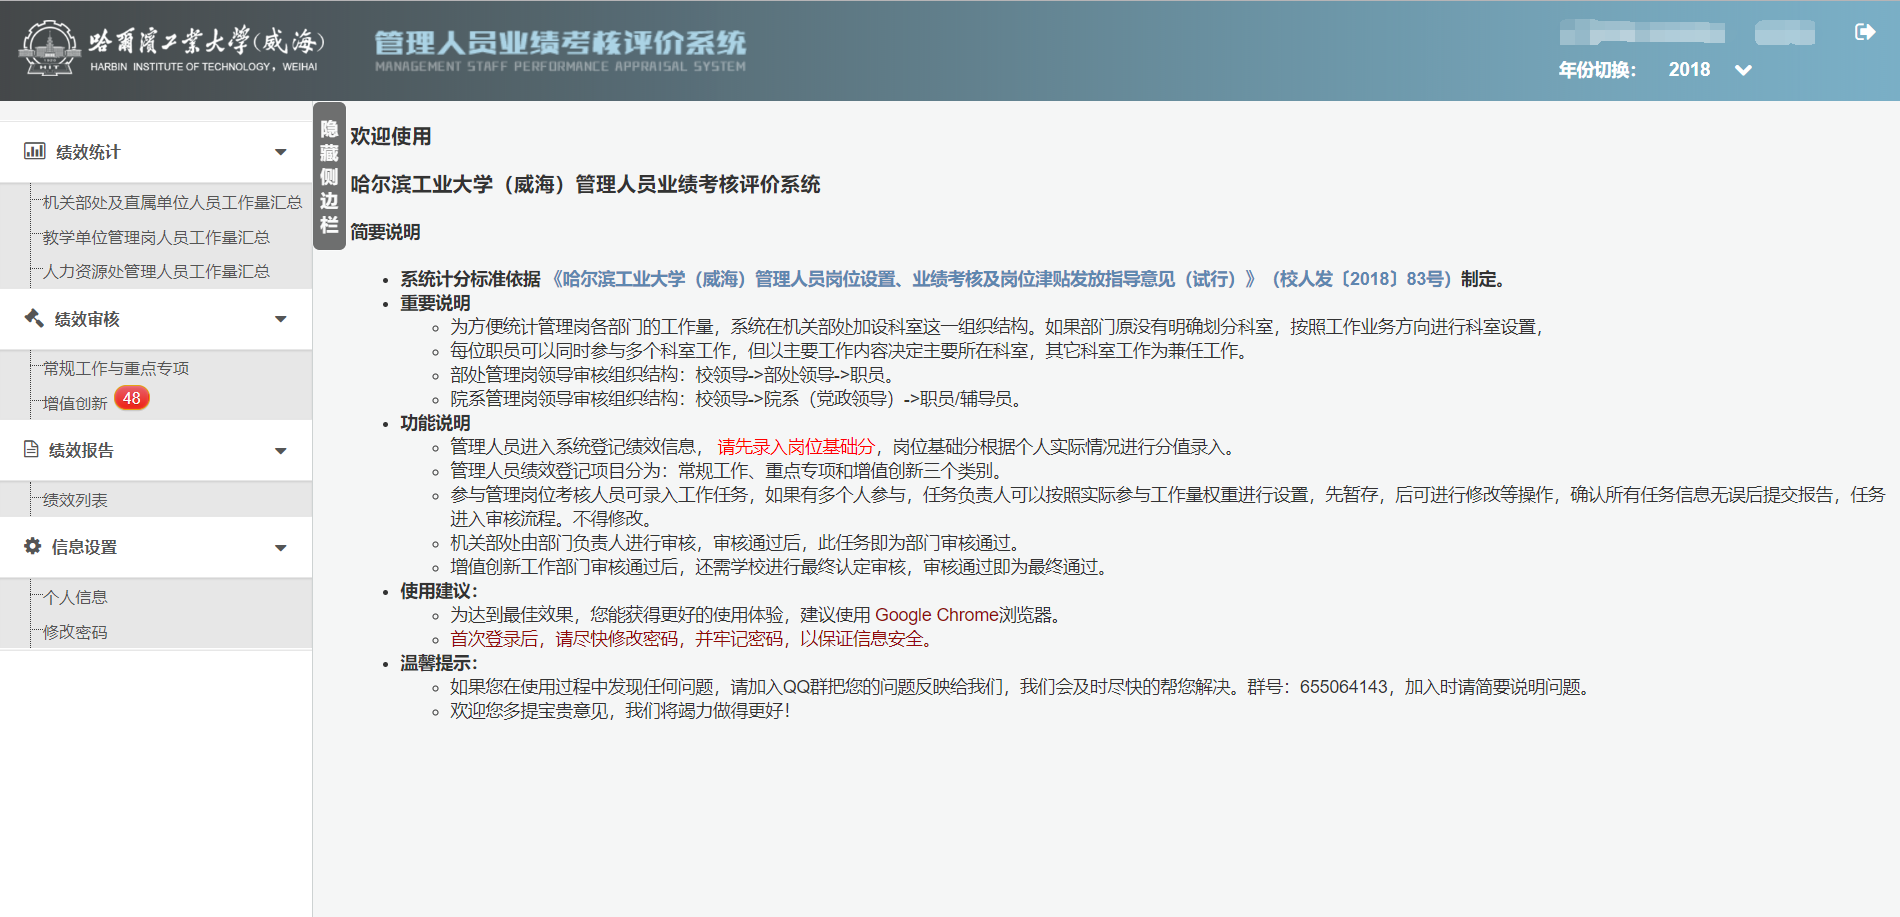 哈爾濱工業大學(威海)
HARBIN INSTITUTE OF TECHNOLOGY, WEIHAI
HIT
管理人员业绩考核评价系统
MANAGEMENT STAFF PERFORMANCE APPRAISAL SYSTEM
年份切换： 2018
绩效统计
机关部处及直属单位人员工作量汇总
教学单位管理岗人员工作量汇总
人力资源处管理人员工作量汇总
绩效审核
常规工作与重点专项
增值创新 48
绩效报告
绩效列表
信息设置
个人信息
修改密码
隐藏侧边栏
欢迎使用
哈尔滨工业大学（威海）管理人员业绩考核评价系统
简要说明
系统计分标准依据 《哈尔滨工业大学（威海）管理人员岗位设置、业绩考核及岗位津贴发放指导意见（试行）》（校人发〔2018〕83号）制定。
重要说明
为方便统计管理岗各部门的工作量，系统在机关部处加设科室这一组织结构。如果部门原没有明确划分科室，按照工作业务方向进行科室设置，
每位职员可以同时参与多个科室工作，但以主要工作内容决定主要所在科室，其它科室工作为兼任工作。
部处管理岗领导审核组织结构：校领导->部处领导->职员。
院系管理岗领导审核组织结构：校领导->院系（党政领导）->职员/辅导员。
功能说明
管理人员进入系统登记绩效信息， 请先录入岗位基础分，岗位基础分根据个人实际情况进行分值录入。
管理人员绩效登记项目分为：常规工作、重点专项和增值创新三个类别。
参与管理岗位考核人员可录入工作任务，如果有多个人参与，任务负责人可以按照实际参与工作量权重进行设置，先暂存，后可进行修改等操作，确认所有任务信息无误后提交报告，任务
进入审核流程。不得修改。
机关部处由部门负责人进行审核，审核通过后，此任务即为部门审核通过。
增值创新工作部门审核通过后，还需学校进行最终认定审核，审核通过即为最终通过。
使用建议：
为达到最佳效果，您能获得更好的使用体验，建议使用 Google Chrome浏览器。
首次登录后，请尽快修改密码，并牢记密码，以保证信息安全。
温馨提示：
如果您在使用过程中发现任何问题，请加入QQ群把您的问题反映给我们，我们会及时尽快的帮您解决。群号：655064143，加入时请简要说明问题。
欢迎您多提宝贵意见，我们将竭力做得更好！